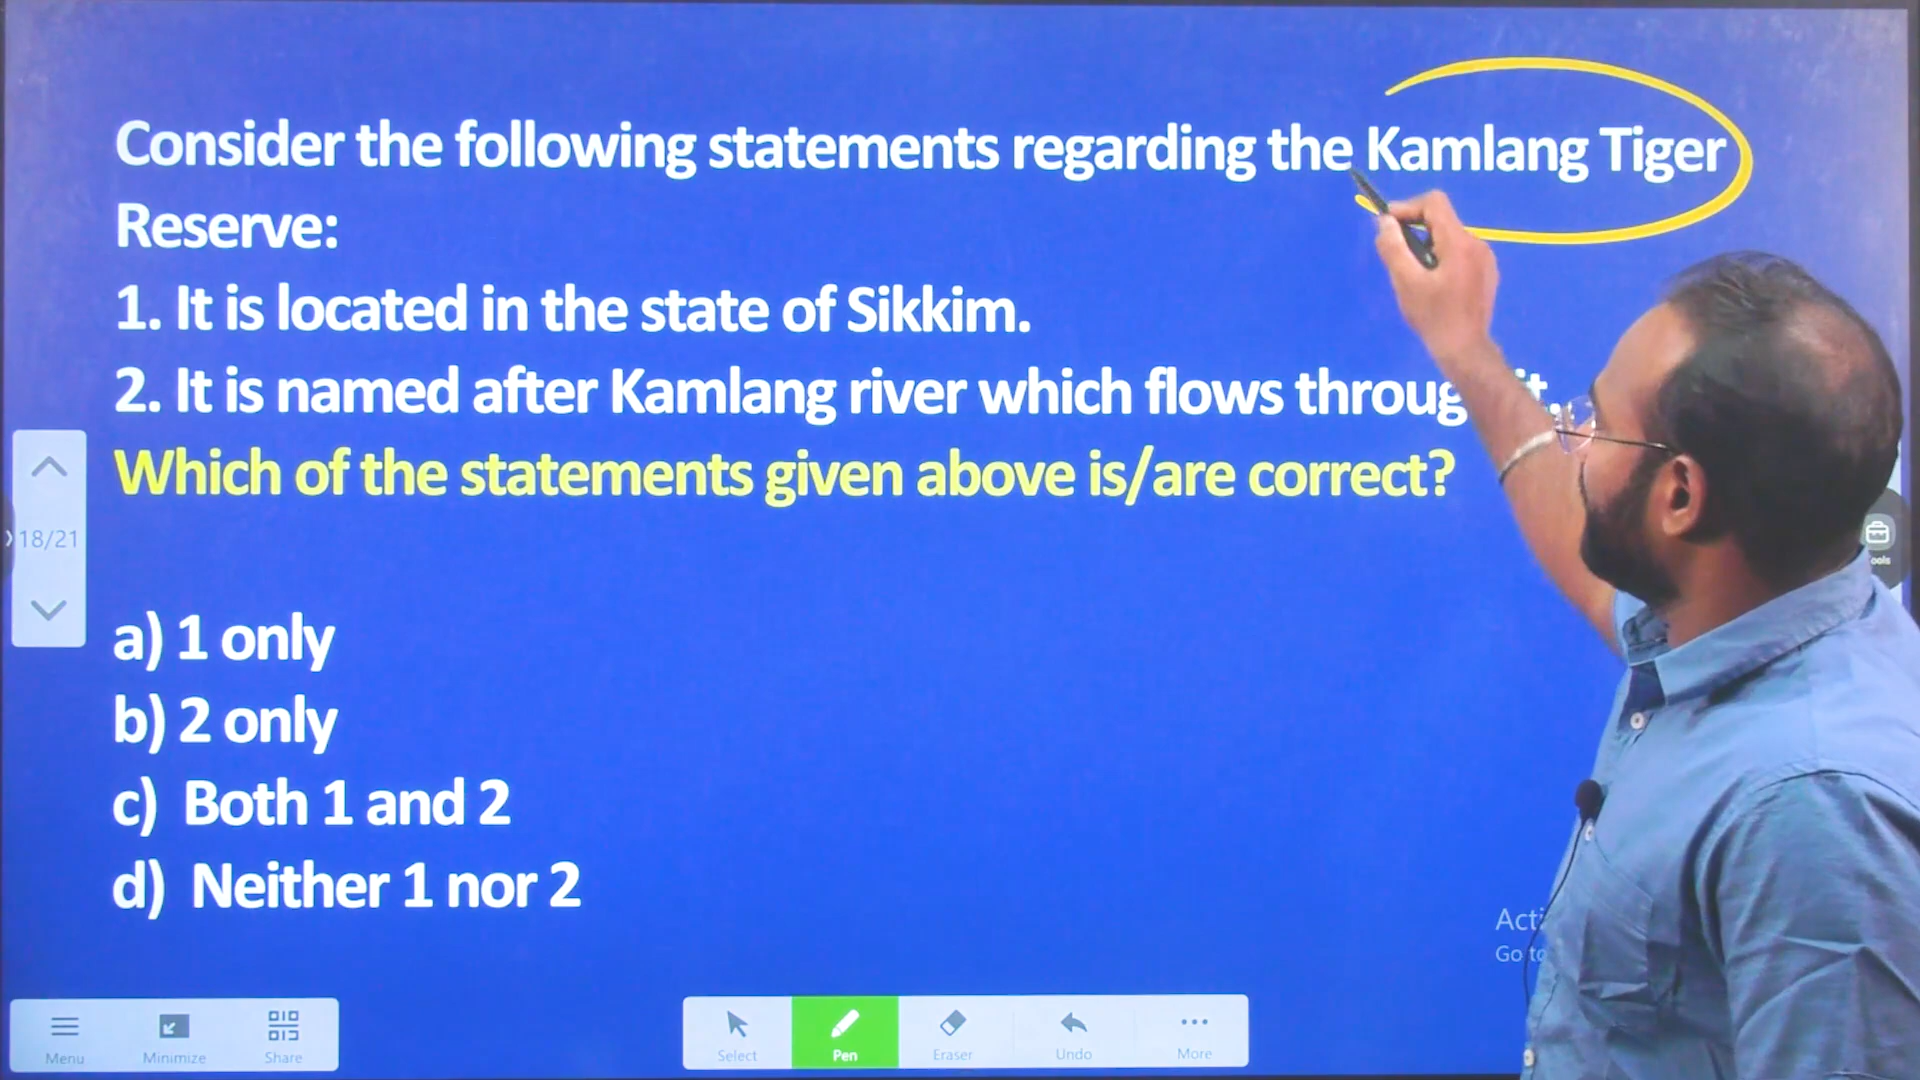 Consider the following statements regarding the Kamlang Tiger
Reserve:
1. It is located in the state of Sikkim.
2. It is named after Kamlang river which flows throug it.
Which of the statements given above is/are correct?
18/21
a) 1 only
b) 2 only
c) Both 1 and 2
d) Neither 1 nor 2
Go to
Menu
Minimize
Share
Select
Pen
Eraser
Undo
More